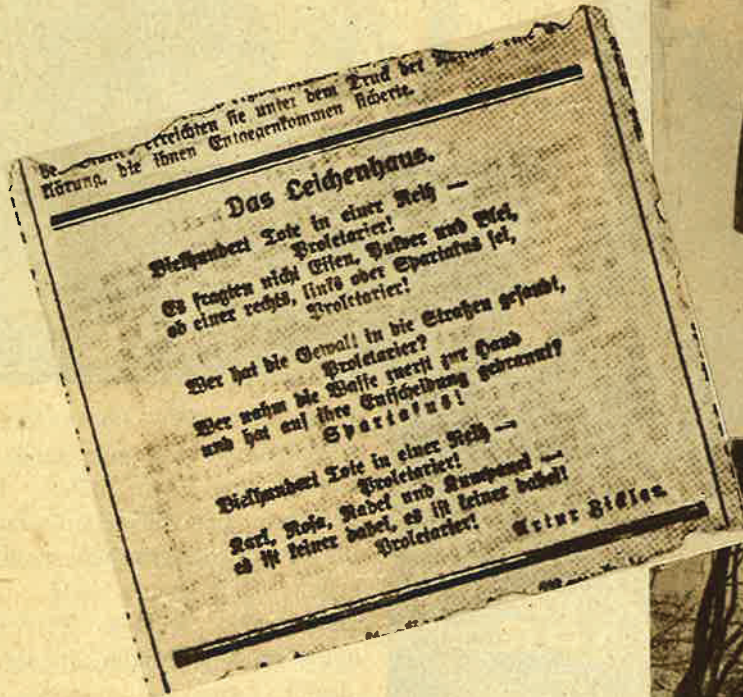 erreichten sie unter dem Druck der
klärung, die ihnen Entgegenkommen sicherte.
Das Leichenhaus.
Vielhundert Tote in einer Reih —
Proletarier!
Es fragten nicht Eisen, Pulver und Blei,
ob einer rechts, links oder Spartakus sei,
Proletarier!
Wer hat die Gewalt in die Straßen gesandt,
Proletarier?
Wer nahm die Waffe zuerst zur Hand
und hat auf ihre Entscheidung gebrannt?
Spartakus!
Vielhundert Tote in einer Reih —
Proletarier!
Karl, Rosa, Radek und Kumpanei —
es ist keiner dabei, es ist keiner dabei!
Proletarier!
Artur Zickler.